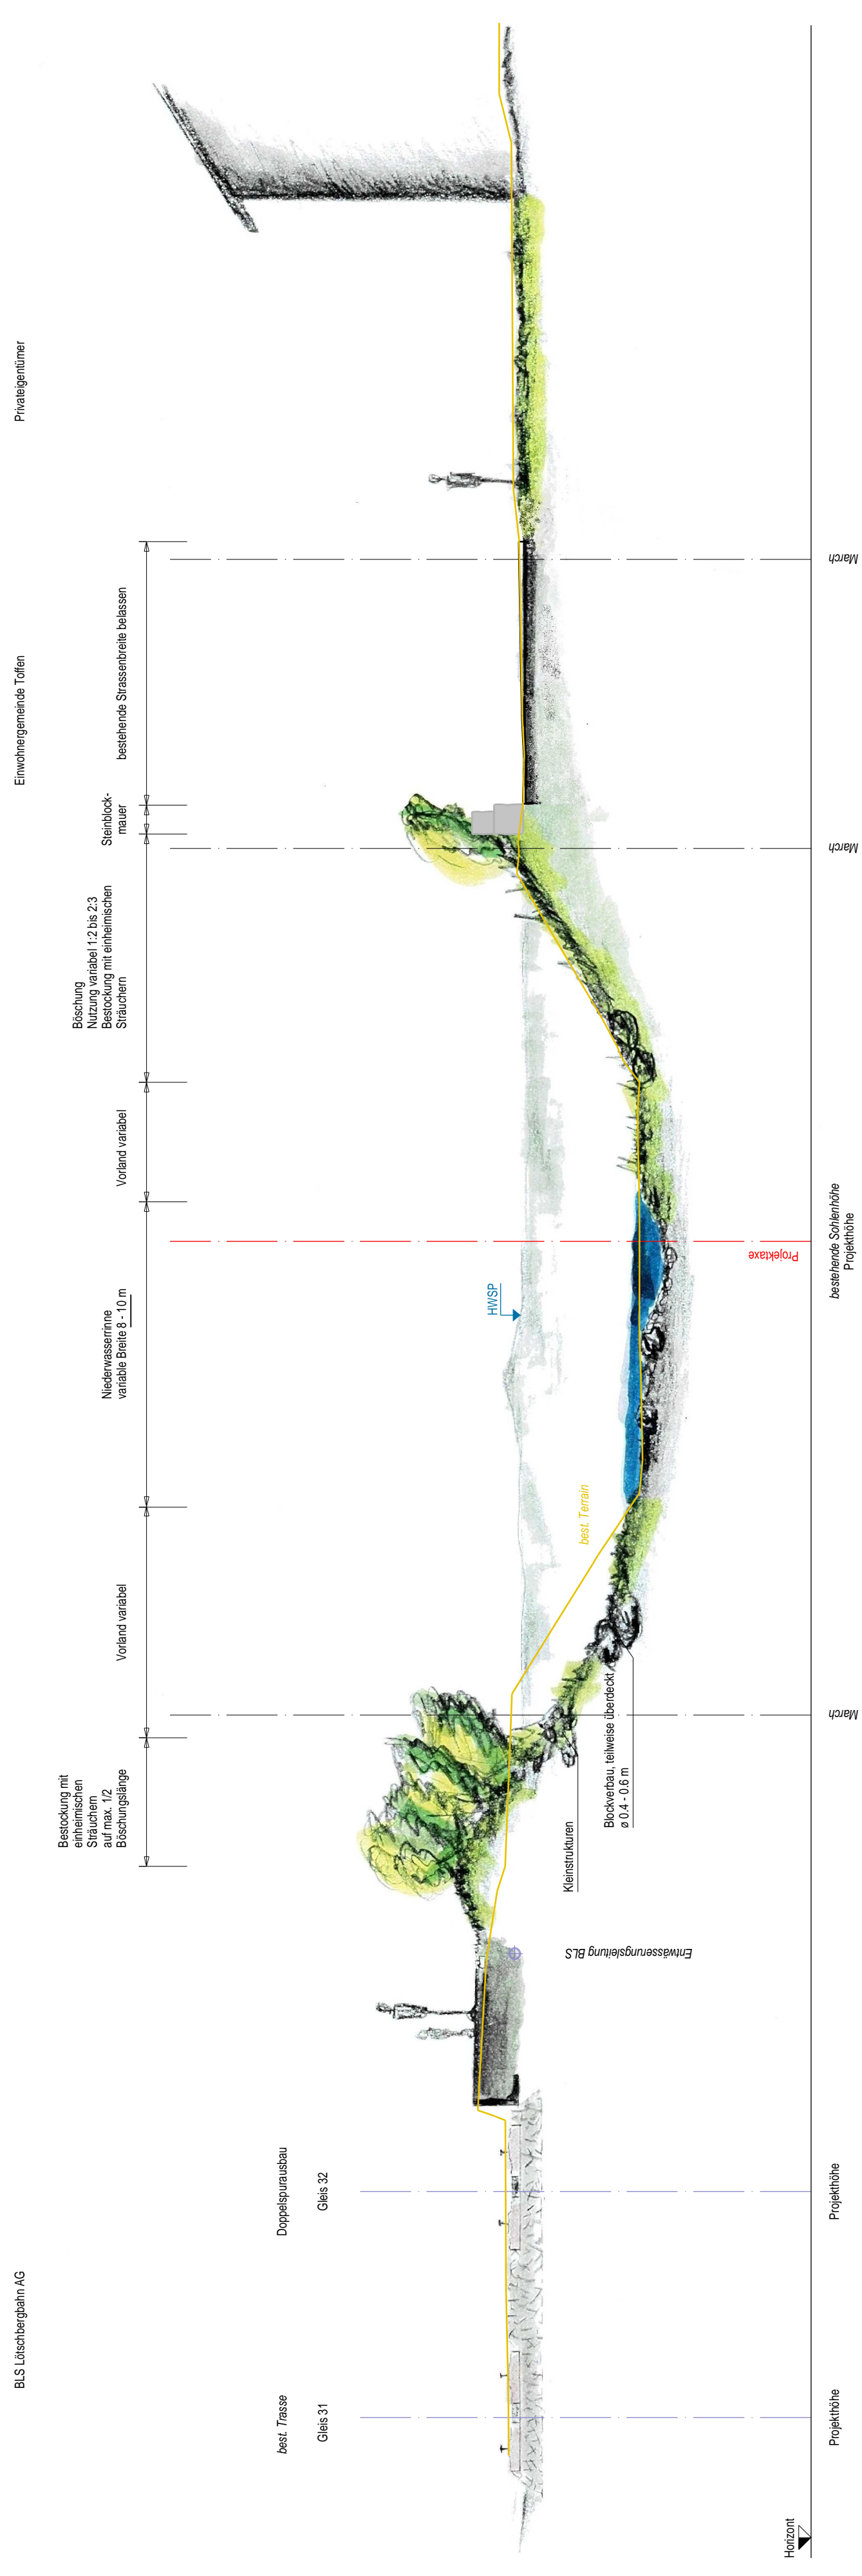 BLS Lötschbergbahn AG
Einwohnergemeinde Toffen
Privateigentümer
Bestockung mit
einheimischen
Sträuchern
auf max. 1/2
Böschungslänge
Vorland variabel
Niederwasserrinne
variable Breite 8 - 10 m
Vorland variabel
Böschung
Nutzung variabel 1:2 bis 2:3
Bestockung mit einheimischen
Sträuchern
Steinblock-
mauer
bestehende Strassenbreite belassen
best. Trasse
Gleis 31
Doppelspurausbau
Gleis 32
HWSP
best. Terrain
Kleinstrukturen
Blockverbau, teilweise überdeckt
ø 0.4 - 0.6 m
Entwässerungsleitung BLS
Projektaxe
Horizont
Projekthöhe
Projekthöhe
March
bestehende Sohlenhöhe
Projekthöhe
March
March